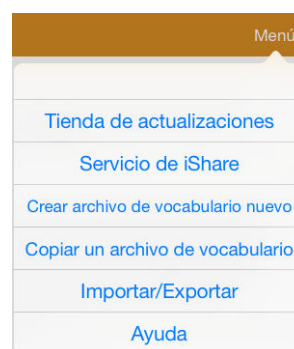 Menú
Tienda de actualizaciones
Servicio de iShare
Crear archivo de vocabulario nuevo
Copiar un archivo de vocabulario
Importar/Exportar
Ayuda